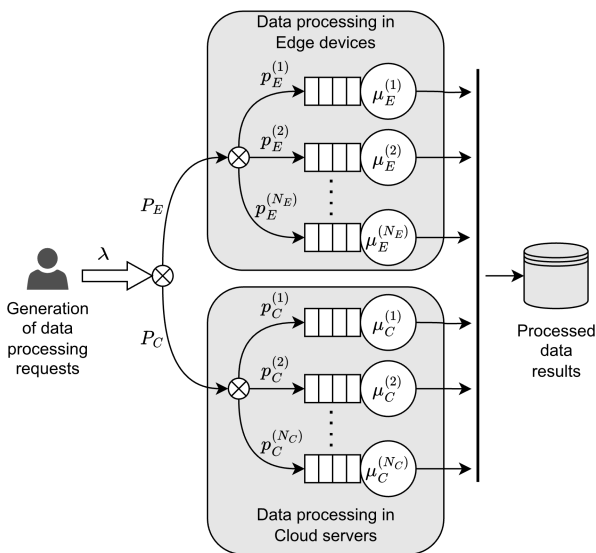 Data processing in
Edge devices
p_E^{(1)}
μ_E^{(1)}
p_E^{(2)}
μ_E^{(2)}
p_E^{(N_E)}
μ_E^{(N_E)}
P_E
λ
Generation
of data
processing
requests
P_C
p_C^{(1)}
μ_C^{(1)}
p_C^{(2)}
μ_C^{(2)}
p_C^{(N_C)}
μ_C^{(N_C)}
Data processing in
Cloud servers
Processed
data
results